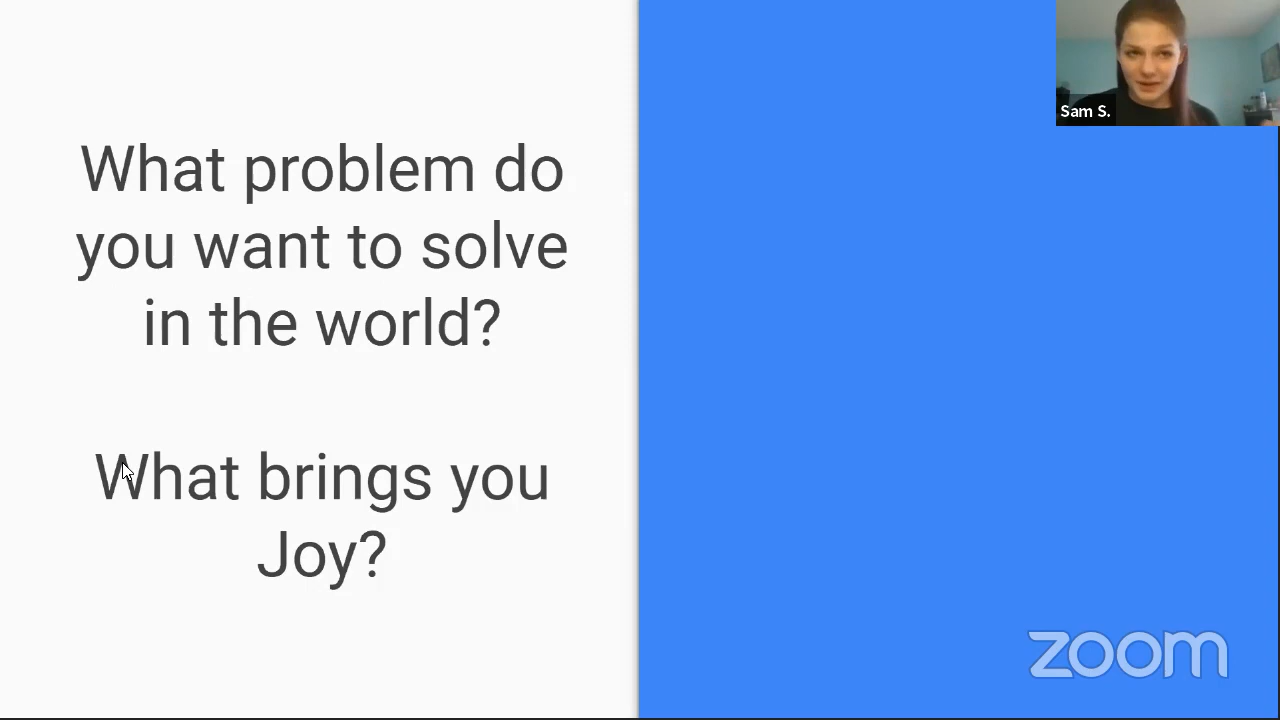 What problem do
you want to solve
in the world?
What brings you
Joy?
Sam S.
zoom